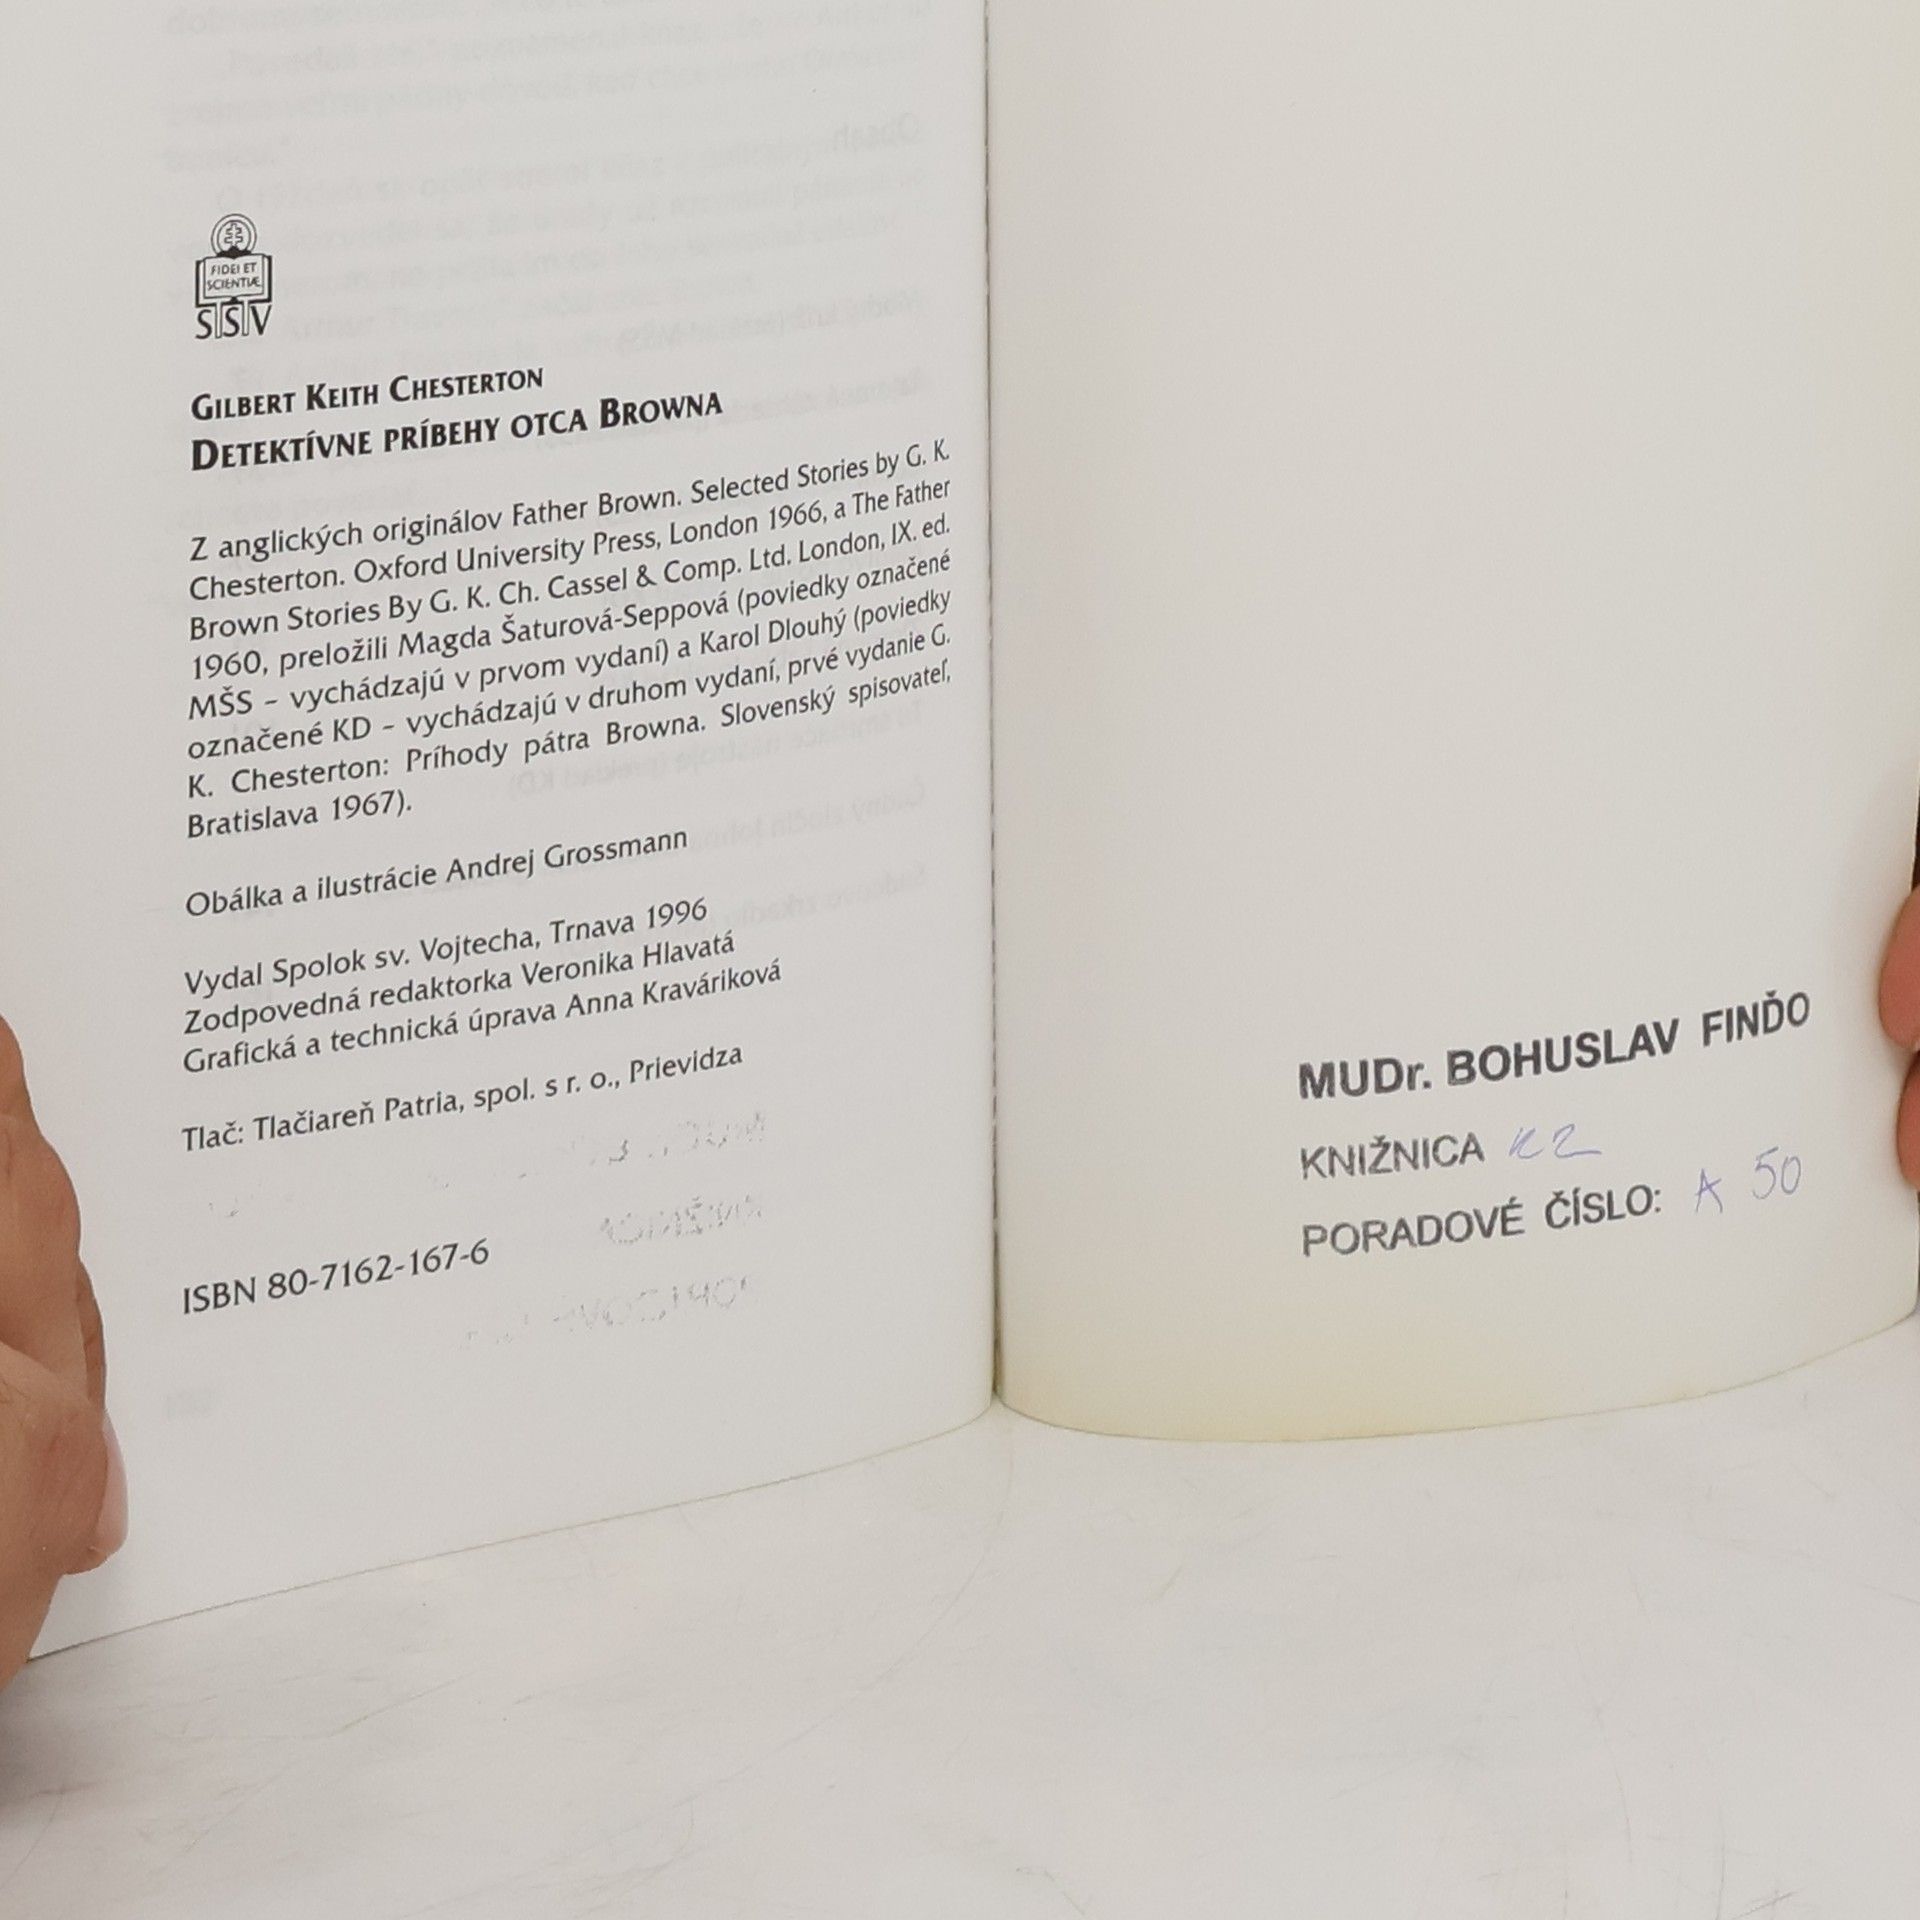 FIDEI ET
SCIENTIÆ
SSV
GILBERT KEITH CHESTERTON
DETEKTÍVNE PRÍBEHY OTCA BROWNA
Z anglických originálov Father Brown. Selected Stories by G. K.
Chesterton. Oxford University Press, London 1966, a The Father
Brown Stories By G. K. Ch. Cassel & Comp. Ltd. London, IX. ed.
1960, preložili Magda Šaturová-Seppová (poviedky označené
MŠS – vychádzajú v prvom vydaní) a Karol Dlouhý (poviedky
označené KD – vychádzajú v druhom vydaní, prvé vydanie G.
K. Chesterton: Príhody pátra Browna. Slovenský spisovateľ,
Bratislava 1967).
Obálka a ilustrácie Andrej Grossmann
Vydal Spolok sv. Vojtecha, Trnava 1996
Zodpovedná redaktorka Veronika Hlavatá
Grafická a technická úprava Anna Kraváriková
Tlač: Tlačiareň Patria, spol. s r. o., Prievidza
ISBN 80-7162-167-6
MUDr. BOHUSLAV FINĎO
KNIŽNICA
PORADOVÉ ČÍSLO: A 50